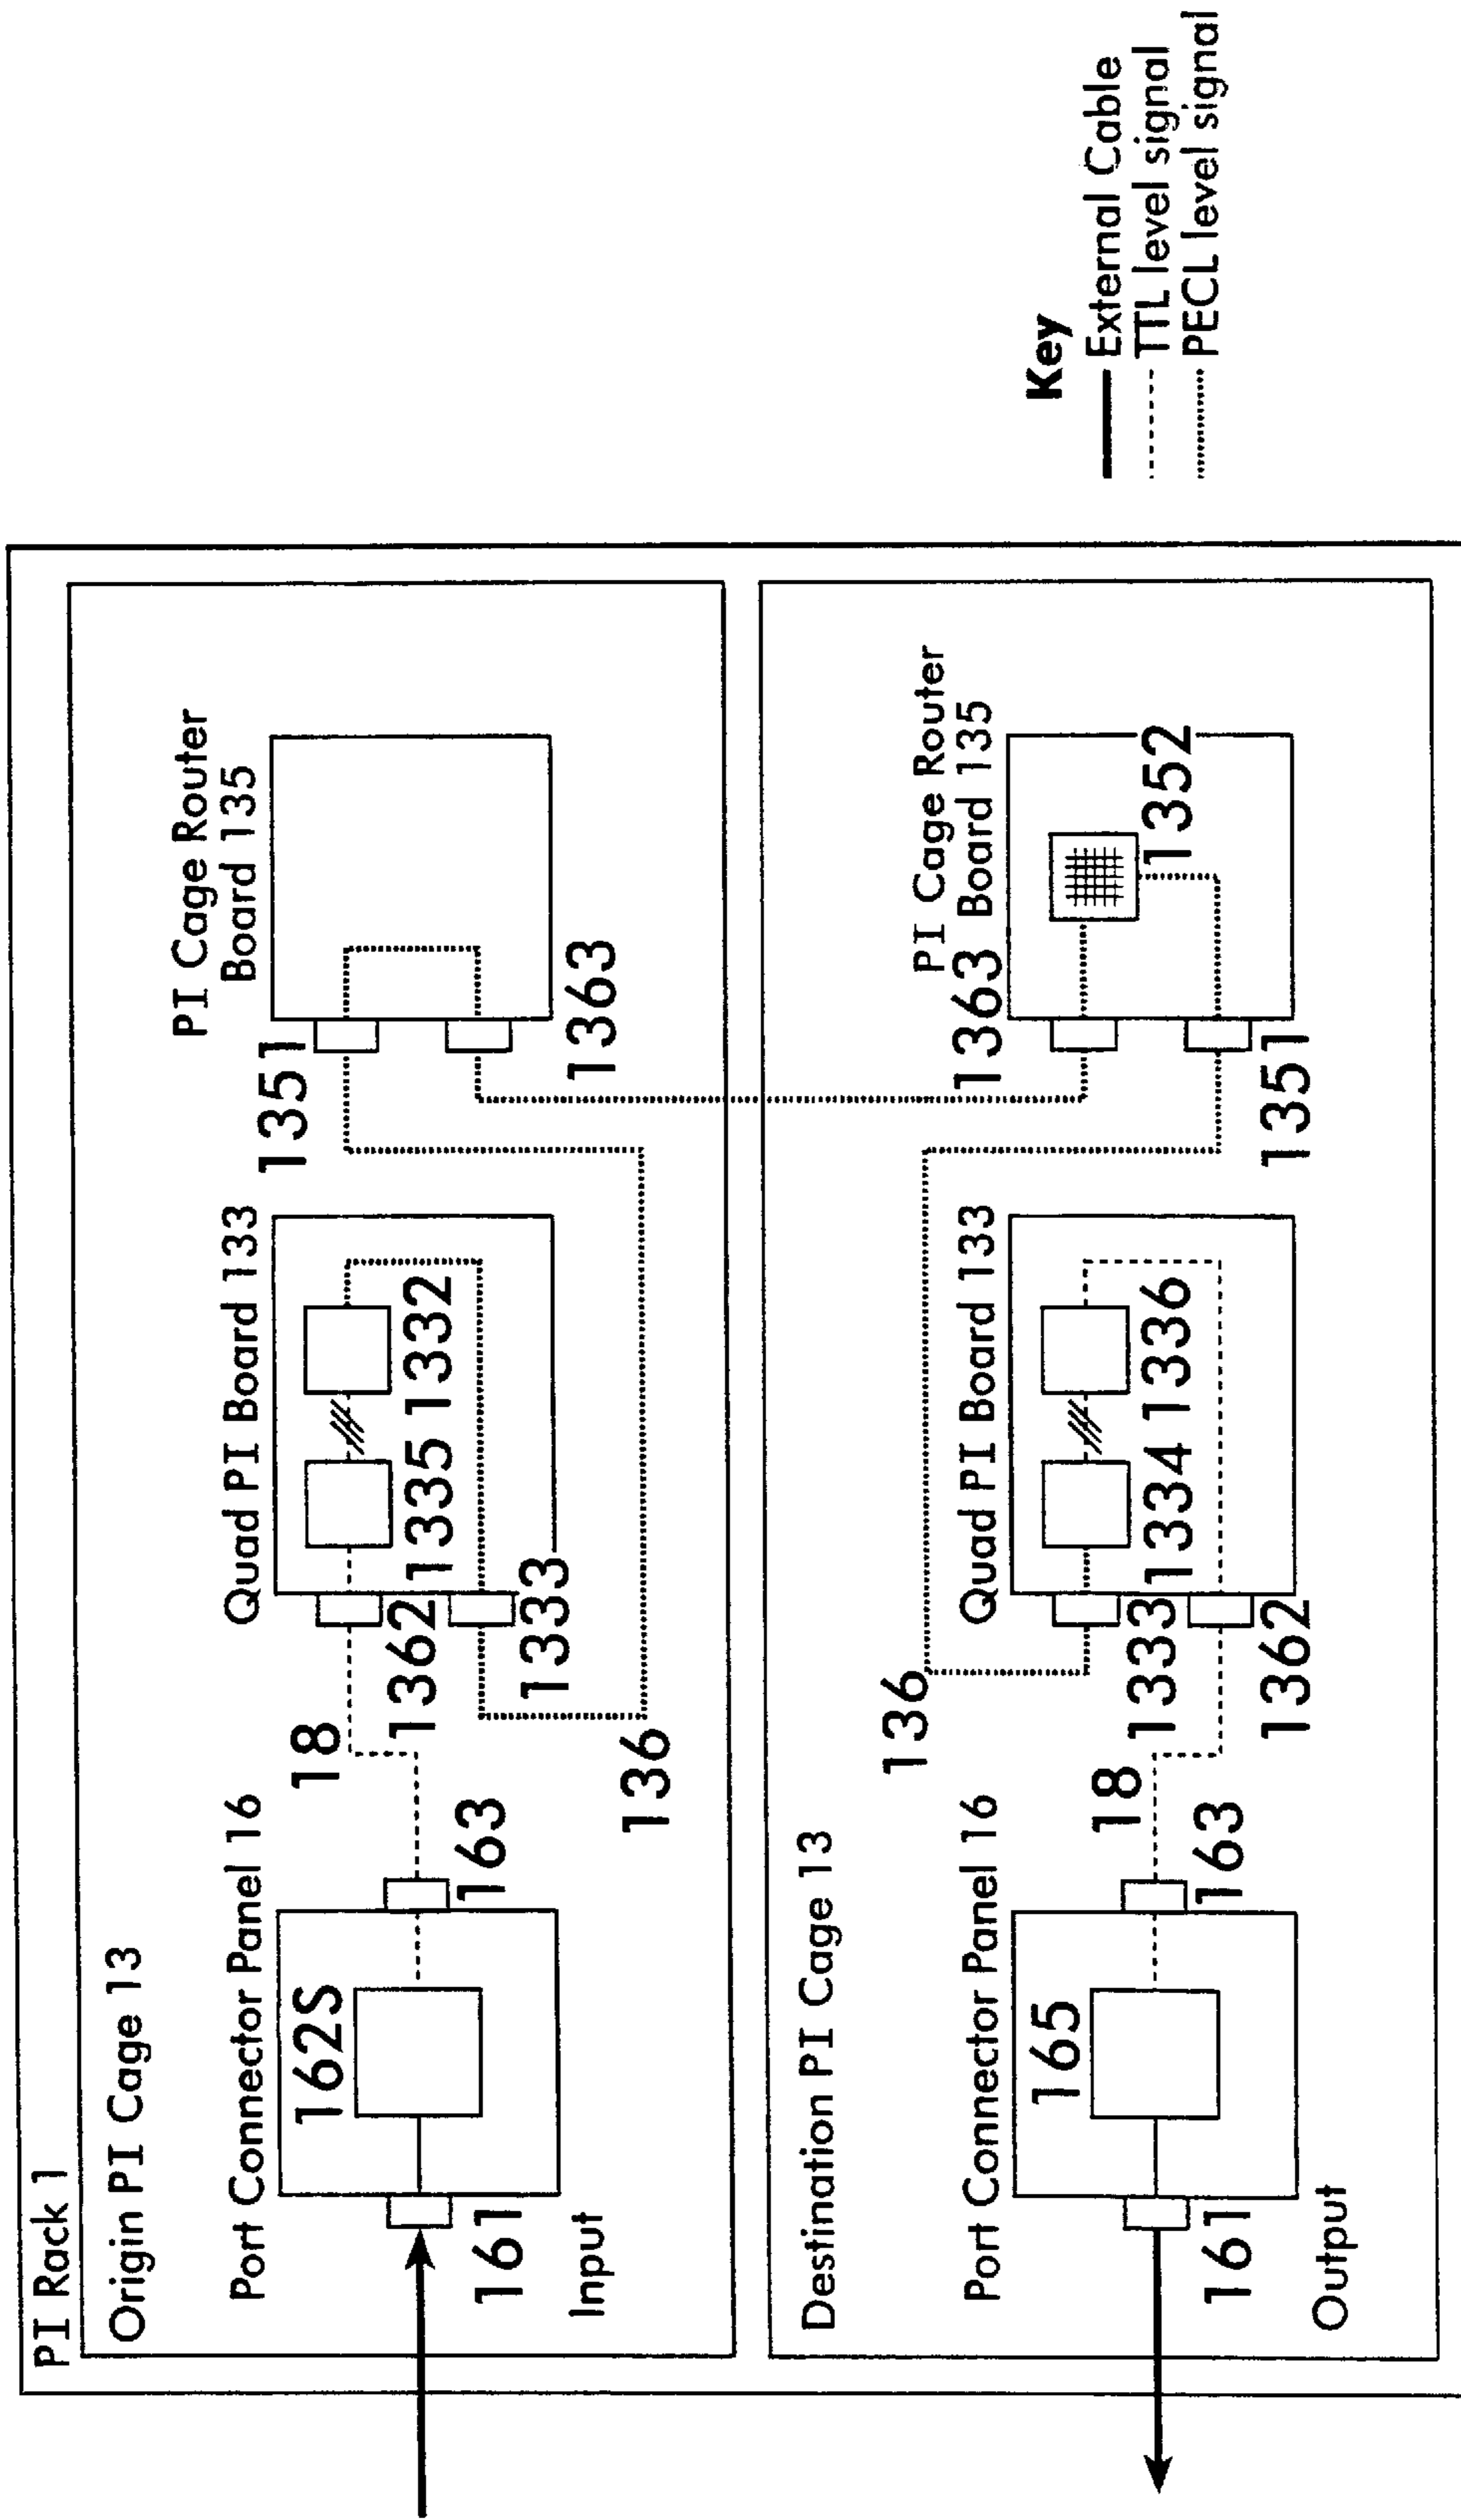 PI Rack 1
Origin PI Cage 13
Port Connector Panel 16
162S
161
163
Input
18
Quad PI Board 133
1362
1335
1332
1333
136
PI Cage Router
Board 135
1351
1363
Destination PI Cage 13
Port Connector Panel 16
165
161
163
Output
18
136
Quad PI Board 133
1333
1334
1336
1362
PI Cage Router
Board 135
1363
1352
1351
Key
External Cable
TTL level signal
PECL level signal